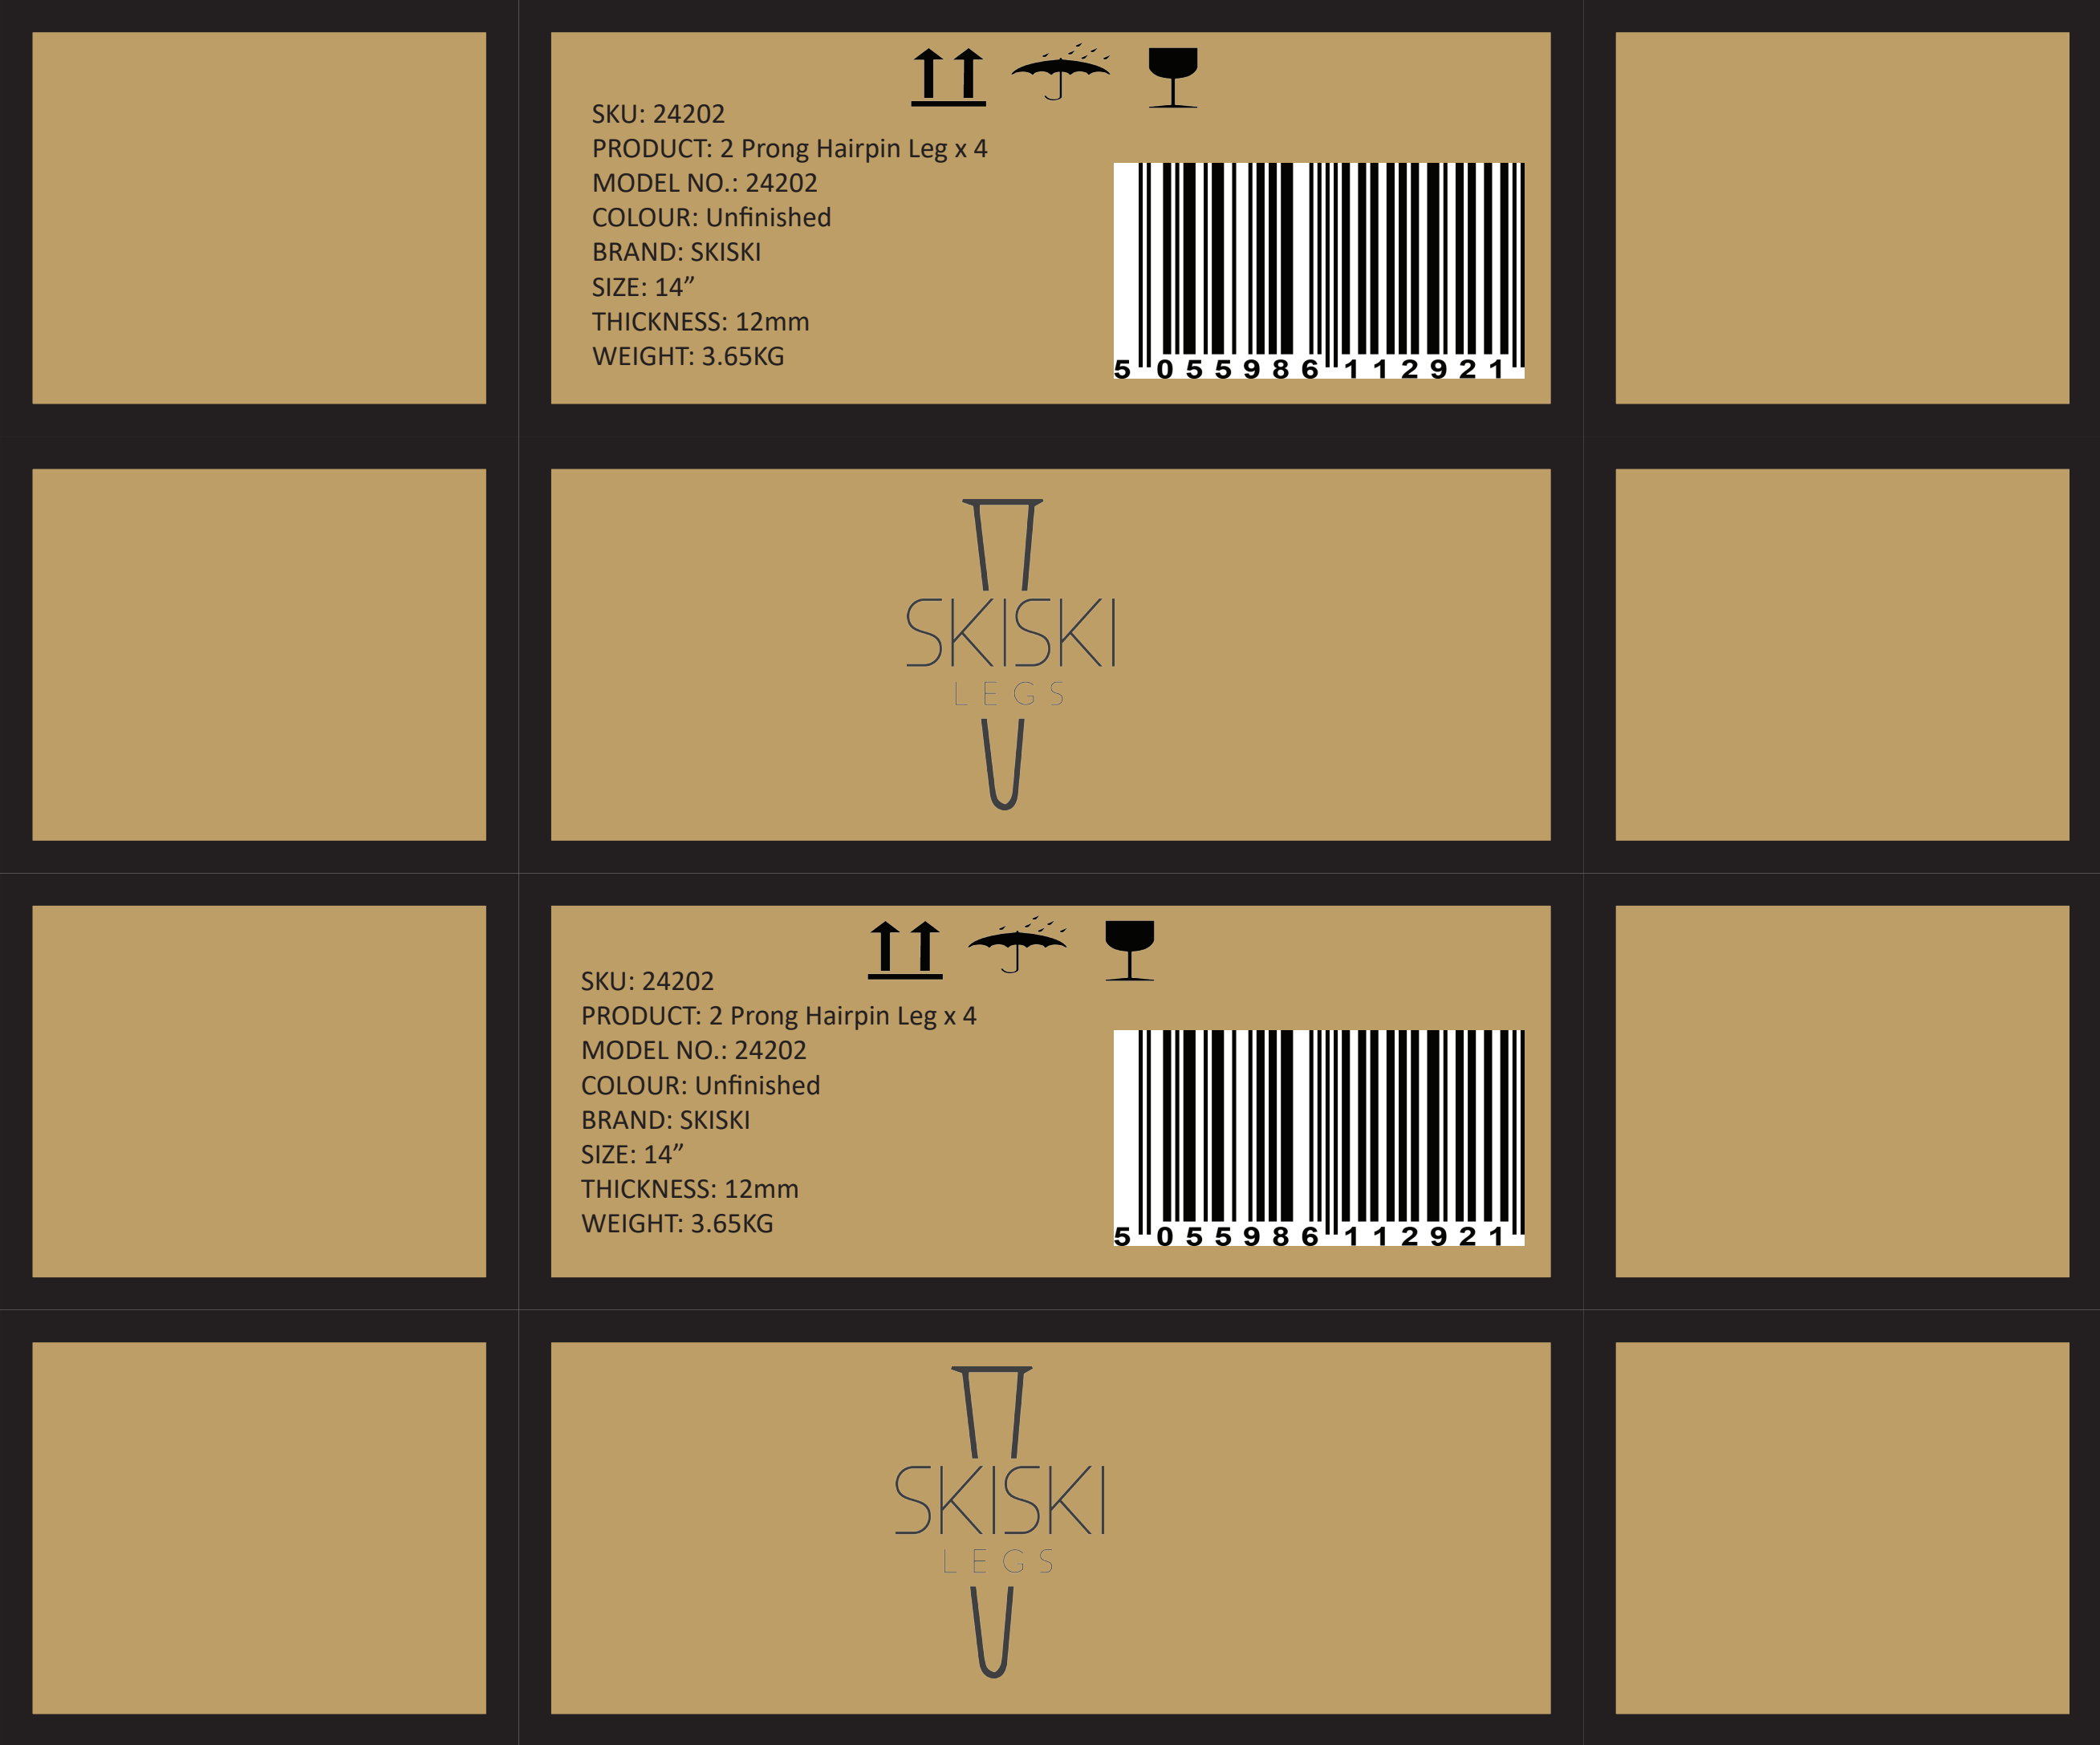 SKU: 24202
PRODUCT: 2 Prong Hairpin Leg x 4
MODEL NO.: 24202
COLOUR: Unfinished
BRAND: SKISKI
SIZE: 14”
THICKNESS: 12mm
WEIGHT: 3.65KG
5 055986 112921
SKISKI
LEGS
SKU: 24202
PRODUCT: 2 Prong Hairpin Leg x 4
MODEL NO.: 24202
COLOUR: Unfinished
BRAND: SKISKI
SIZE: 14”
THICKNESS: 12mm
WEIGHT: 3.65KG
5 055986 112921
SKISKI
LEGS